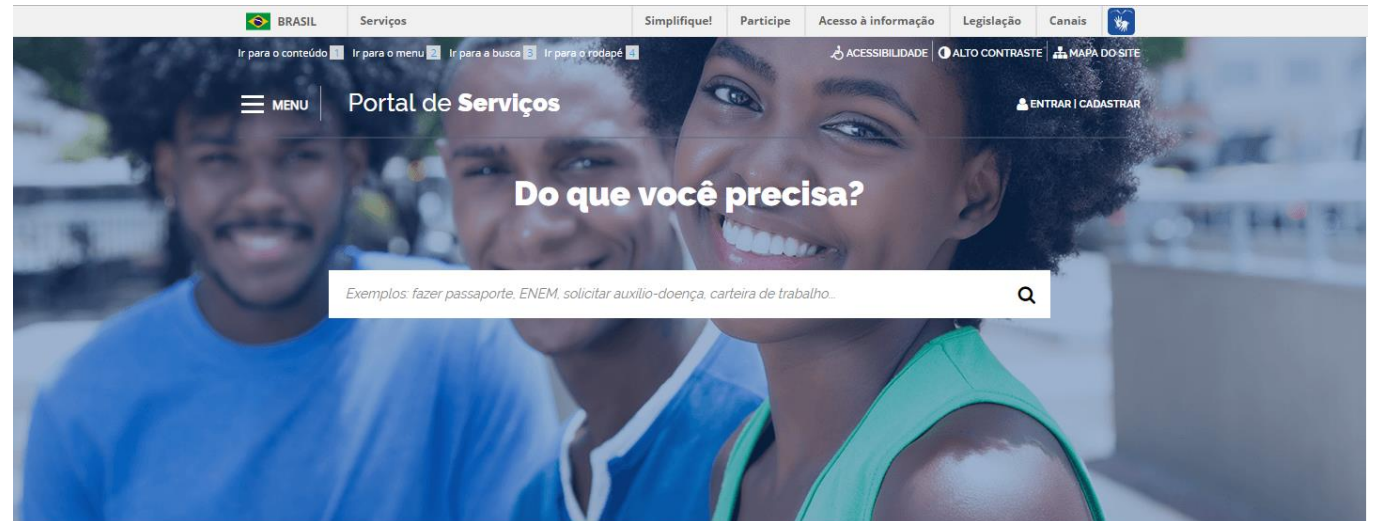 BRASIL Serviços Simplifique! Participe Acesso à informação Legislação Canais
Ir para o conteúdo 1 Ir para o menu 2 Ir para a busca 3 Ir para o rodapé 4 ACESSIBILIDADE ALTO CONTRASTE MAPA DO SITE
MENU Portal de Serviços ENTRAR | CADASTRAR
Do que você precisa?
Exemplos: fazer passaporte, ENEM, solicitar auxílio-doença, carteira de trabalho...